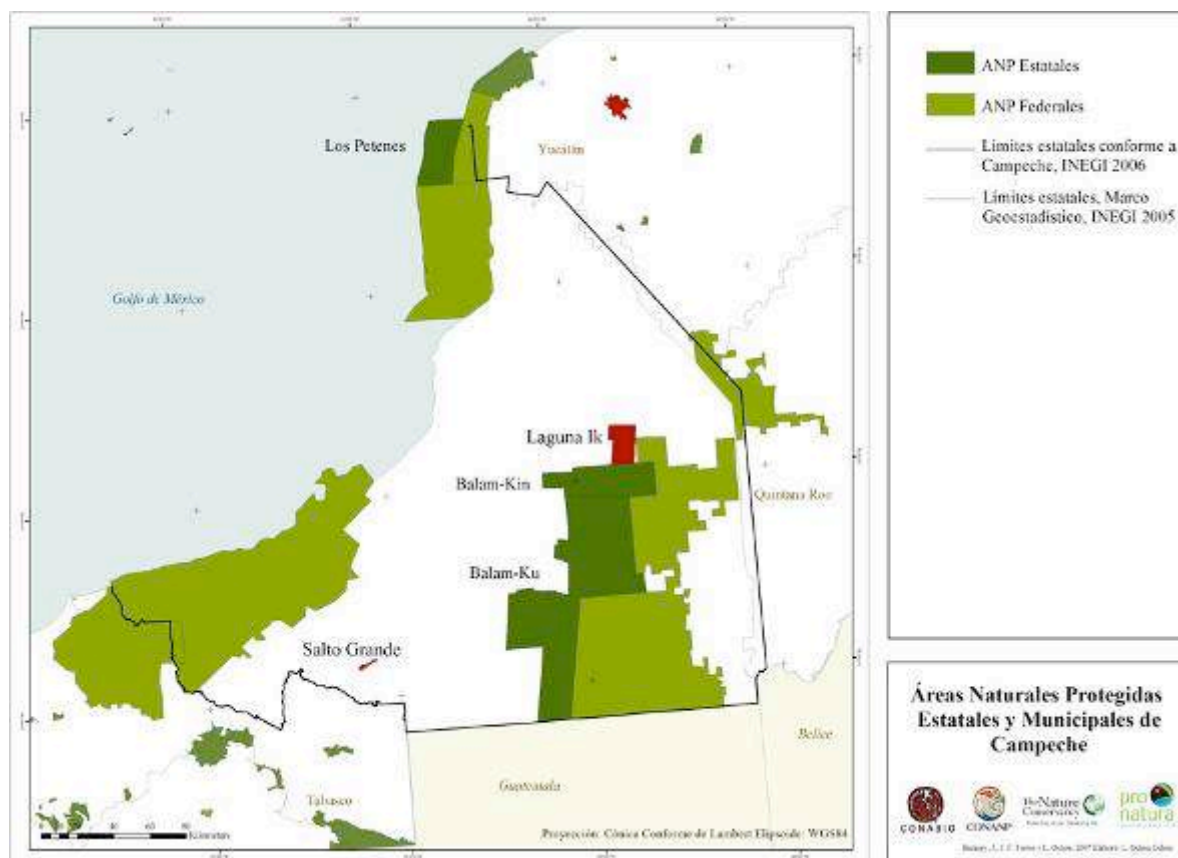 Los Petenes
Yucatán
Golfo de México
Laguna Ik
Balam-Kin
Quintana Roo
Balam-Ku
Salto Grande
Belice
Guatemala
Tabasco
Kilómetros
Proyección: Cónica Conforme de Lambert Elipsoide: WGS84
ANP Estatales
ANP Federales
Límites estatales conforme a
Campeche, INEGI 2006
Límites estatales, Marco
Geoestadístico, INEGI 2005
Áreas Naturales Protegidas
Estatales y Municipales de
Campeche
CONABIO
CONANP
The Nature
Conservancy
pro
natura